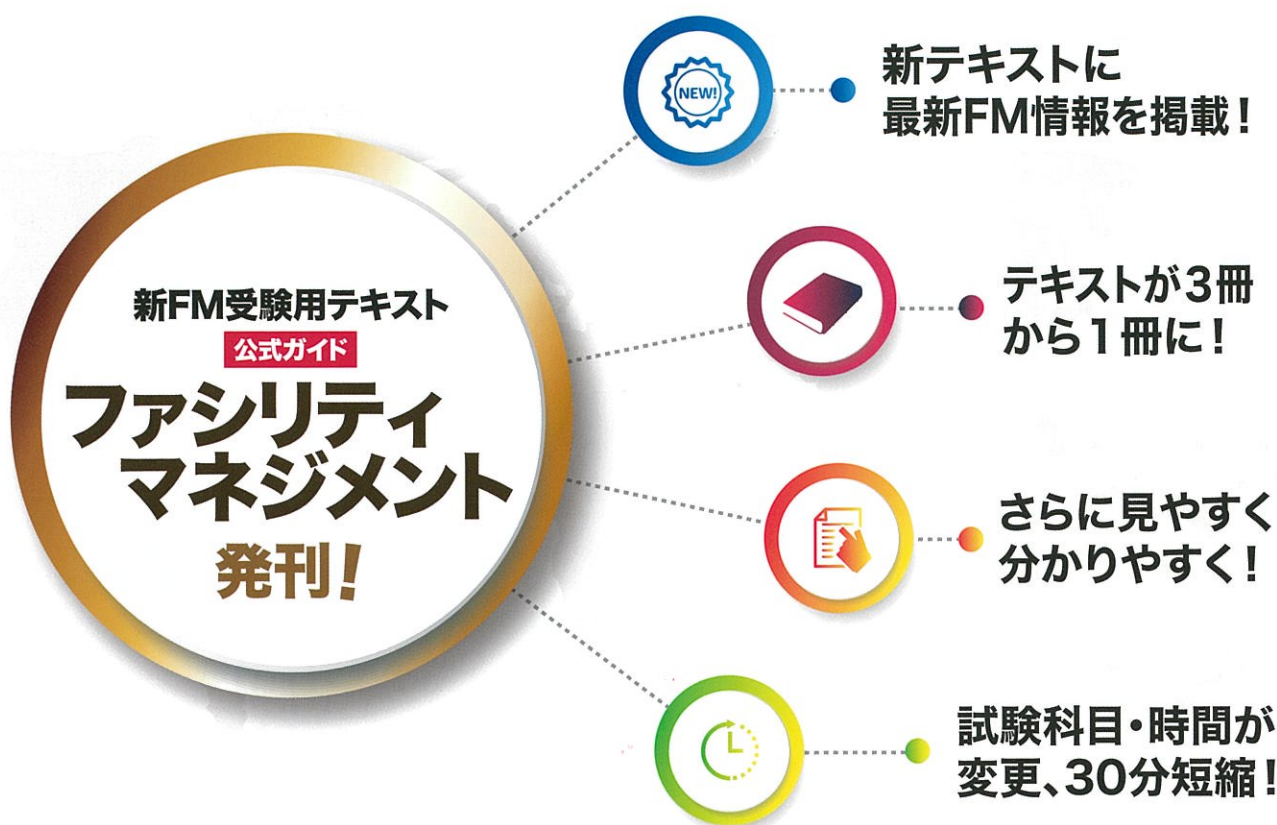 新FM受験用テキスト
公式ガイド
ファシリティ
マネジメント
発刊!
NEW!
新テキストに
最新FM情報を掲載!
テキストが3冊
から1冊に!
さらに見やすく
分かりやすく!
試験科目・時間が
変更、30分短縮!